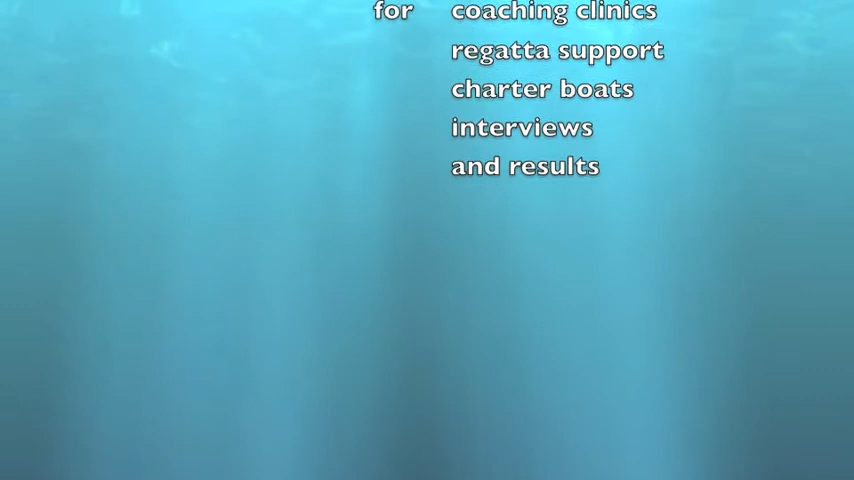 for coaching clinics
regatta support
charter boats
interviews
and results